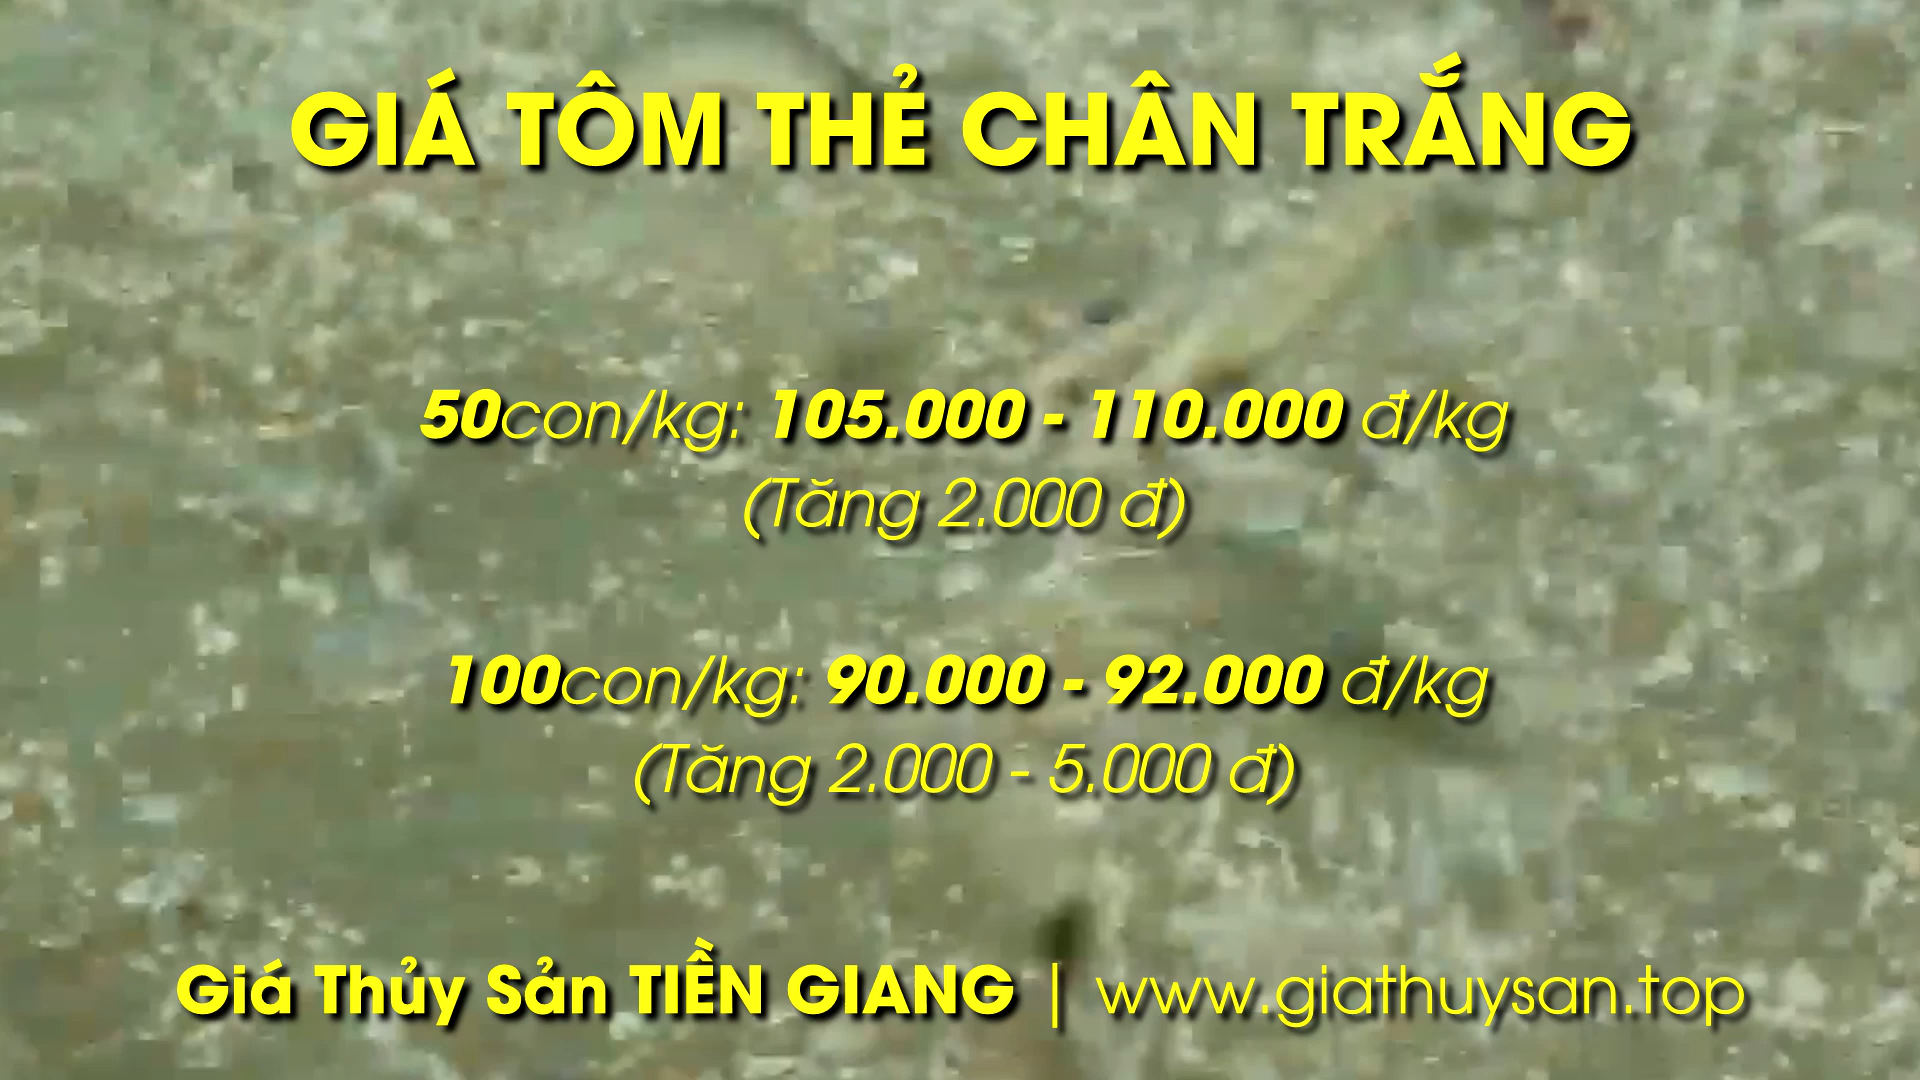 GIÁ TÔM THẺ CHÂN TRẮNG
50con/kg: 105.000 - 110.000 đ/kg
(Tăng 2.000 đ)
100con/kg: 90.000 - 92.000 đ/kg
(Tăng 2.000 - 5.000 đ)
Giá Thủy Sản TIỀN GIANG | www.giathuysan.top